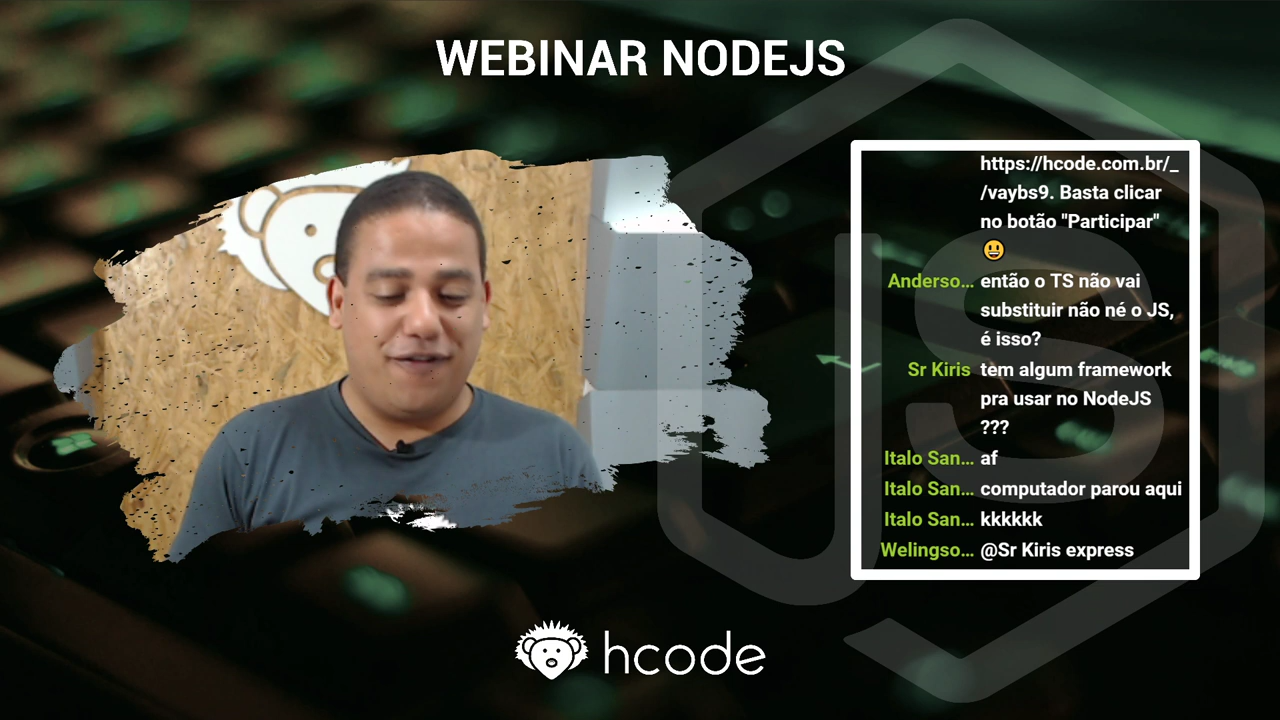 WEBINAR NODEJS
https://hcode.com.br/_
/vaybs9. Basta clicar
no botão "Participar"
😃
Anderso... então o TS não vai
substituir não né o JS,
é isso?
Sr Kiris tem algum framework
pra usar no NodeJS
???
Italo San... af
Italo San... computador parou aqui
Italo San... kkkkkk
Welingso... @Sr Kiris express
hcode